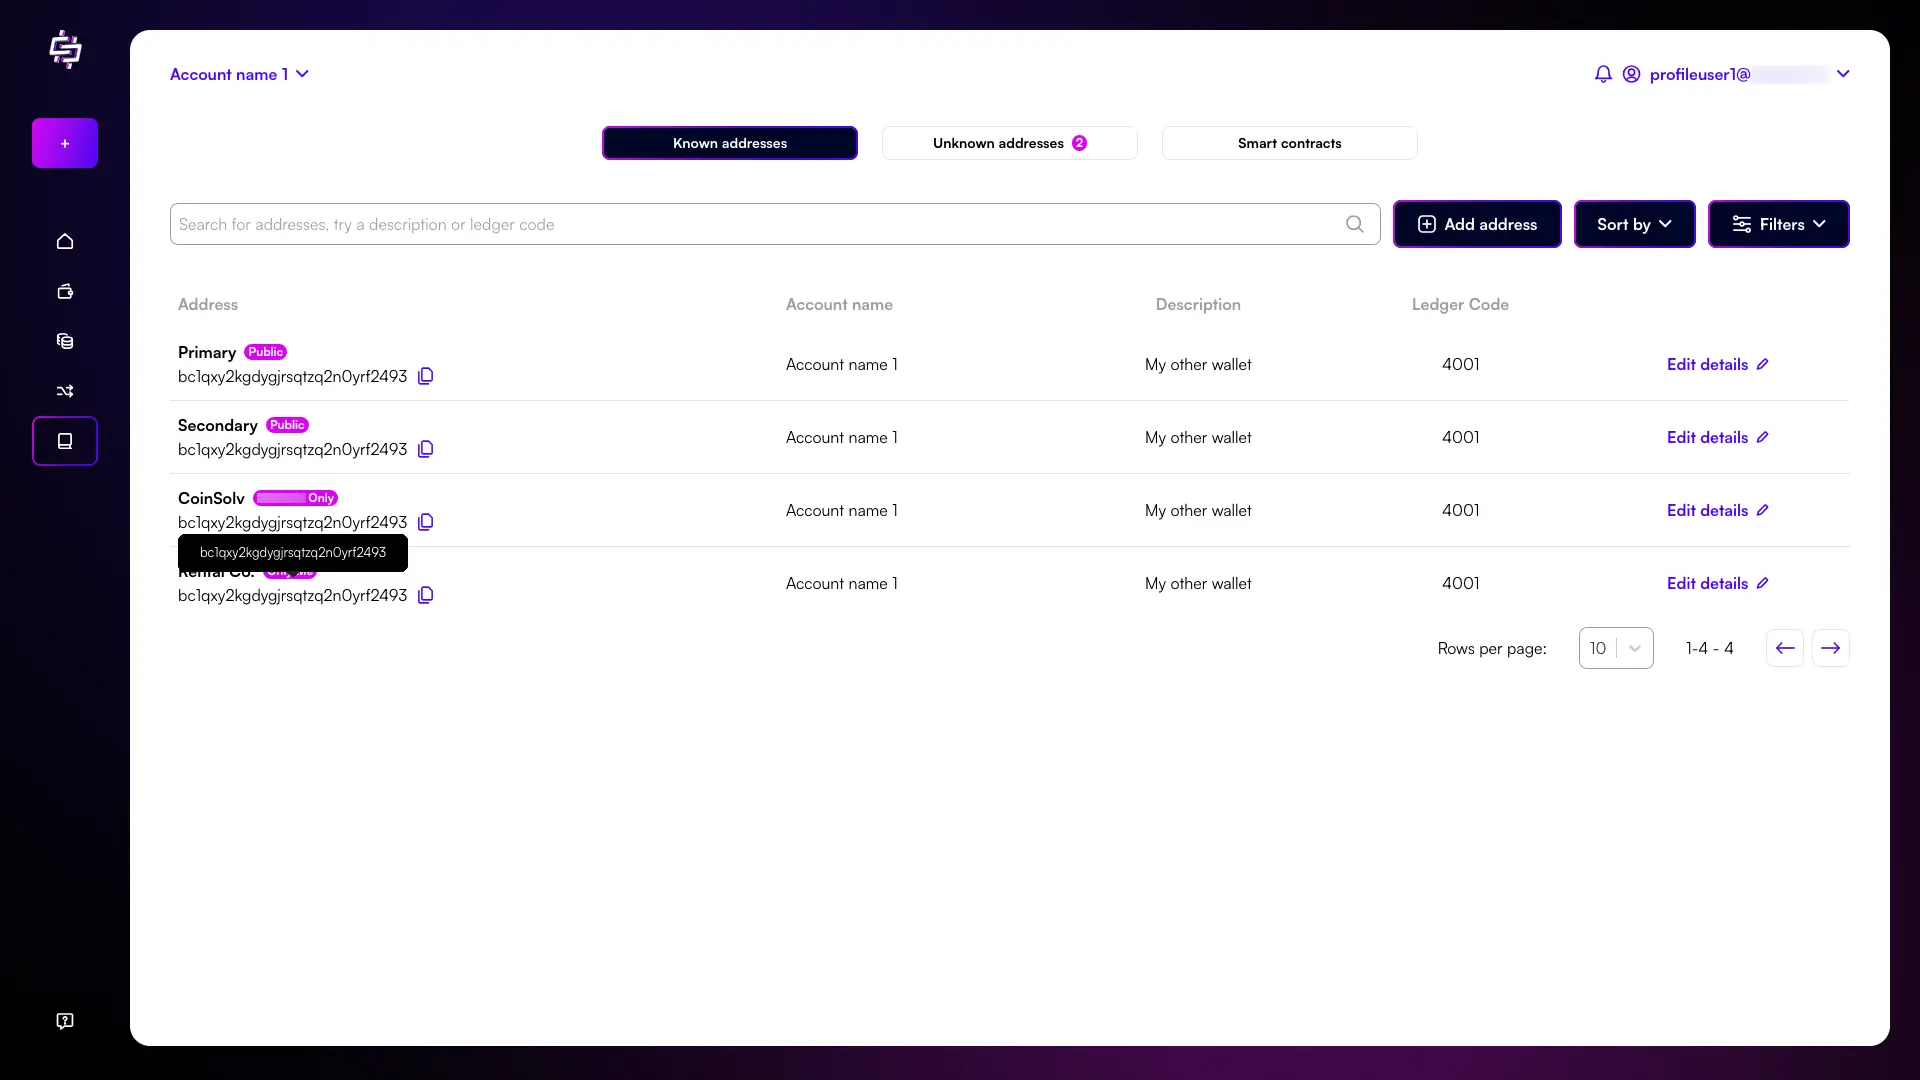 Account name 1
profileuser1@
+
Known addresses
Unknown addresses 2
Smart contracts
Search for addresses, try a description or ledger code
Add address
Sort by
Filters
Address Account name Description Ledger Code
Primary Public
bc1qxy2kgdygjrsqtzq2n0yrf2493
Account name 1 My other wallet 4001 Edit details
Secondary Public
bc1qxy2kgdygjrsqtzq2n0yrf2493
Account name 1 My other wallet 4001 Edit details
CoinSolv Only
bc1qxy2kgdygjrsqtzq2n0yrf2493
Account name 1 My other wallet 4001 Edit details
bc1qxy2kgdygjrsqtzq2n0yrf2493
Rental Co.
bc1qxy2kgdygjrsqtzq2n0yrf2493
Account name 1 My other wallet 4001 Edit details
Rows per page: 10 1-4 - 4